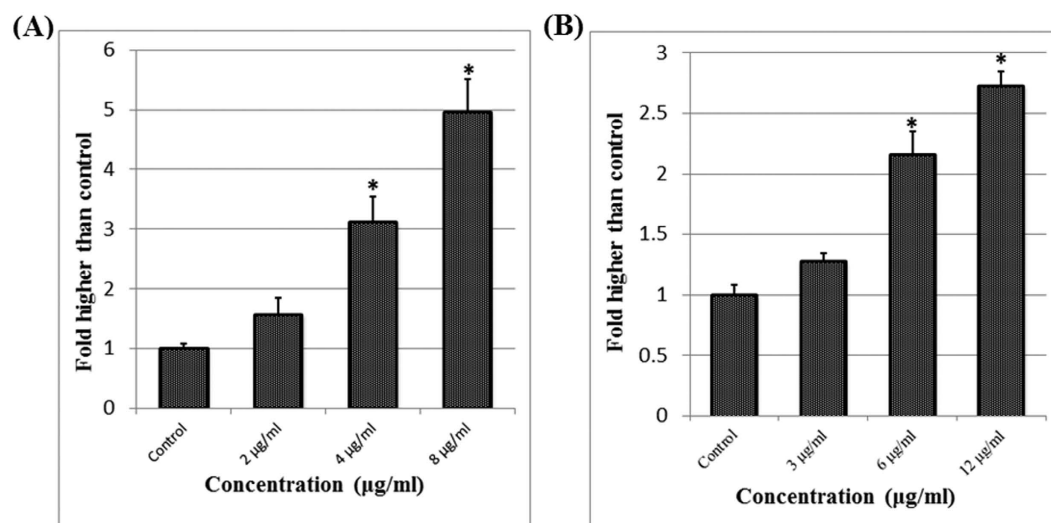 (A)
6
5
4
3
2
1
0
Fold higher than control
*
*
Control
2 µg/ml
4 µg/ml
8 µg/ml
Concentration (µg/ml)
(B)
3
2.5
2
1.5
1
0.5
0
Fold higher than control
*
*
Control
3 µg/ml
6 µg/ml
12 µg/ml
Concentration (µg/ml)